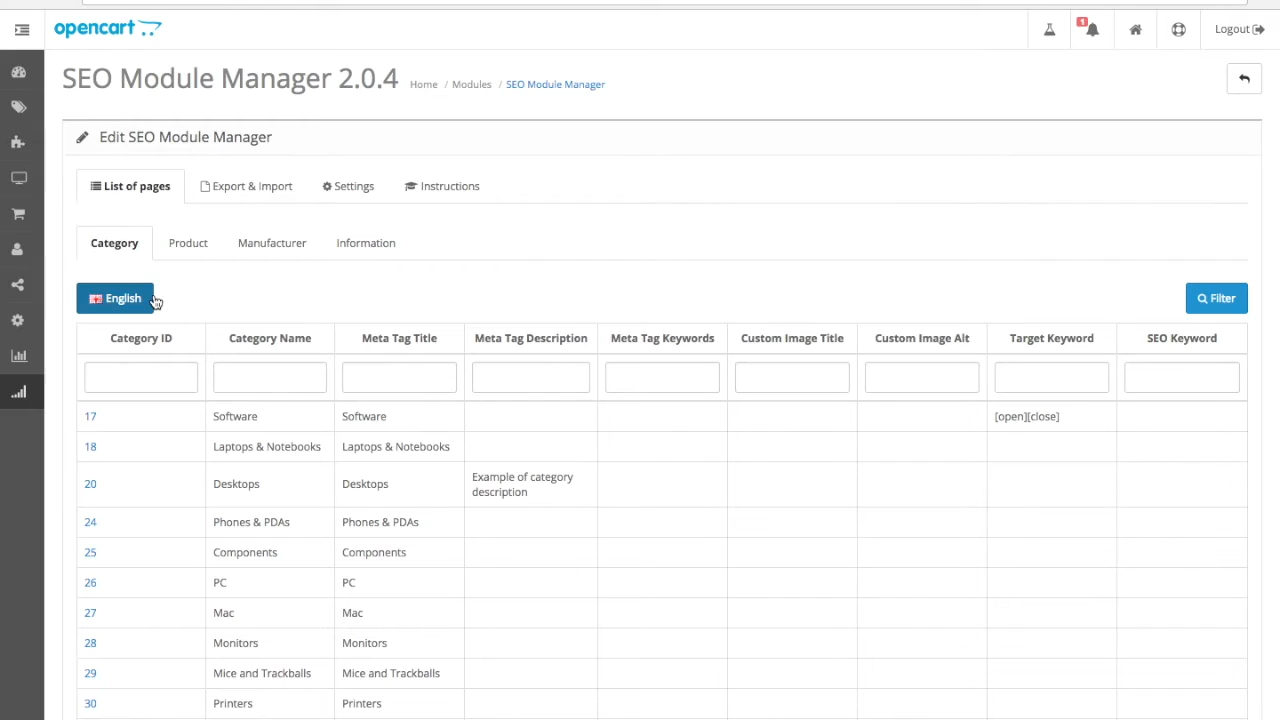 opencart
1
Logout
SEO Module Manager 2.0.4 Home / Modules / SEO Module Manager
Edit SEO Module Manager
List of pages Export & Import Settings Instructions
Category Product Manufacturer Information
English Filter
Category ID Category Name Meta Tag Title Meta Tag Description Meta Tag Keywords Custom Image Title Custom Image Alt Target Keyword SEO Keyword
17 Software Software [open][close]
18 Laptops & Notebooks Laptops & Notebooks
20 Desktops Desktops Example of category
description
24 Phones & PDAs Phones & PDAs
25 Components Components
26 PC PC
27 Mac Mac
28 Monitors Monitors
29 Mice and Trackballs Mice and Trackballs
30 Printers Printers